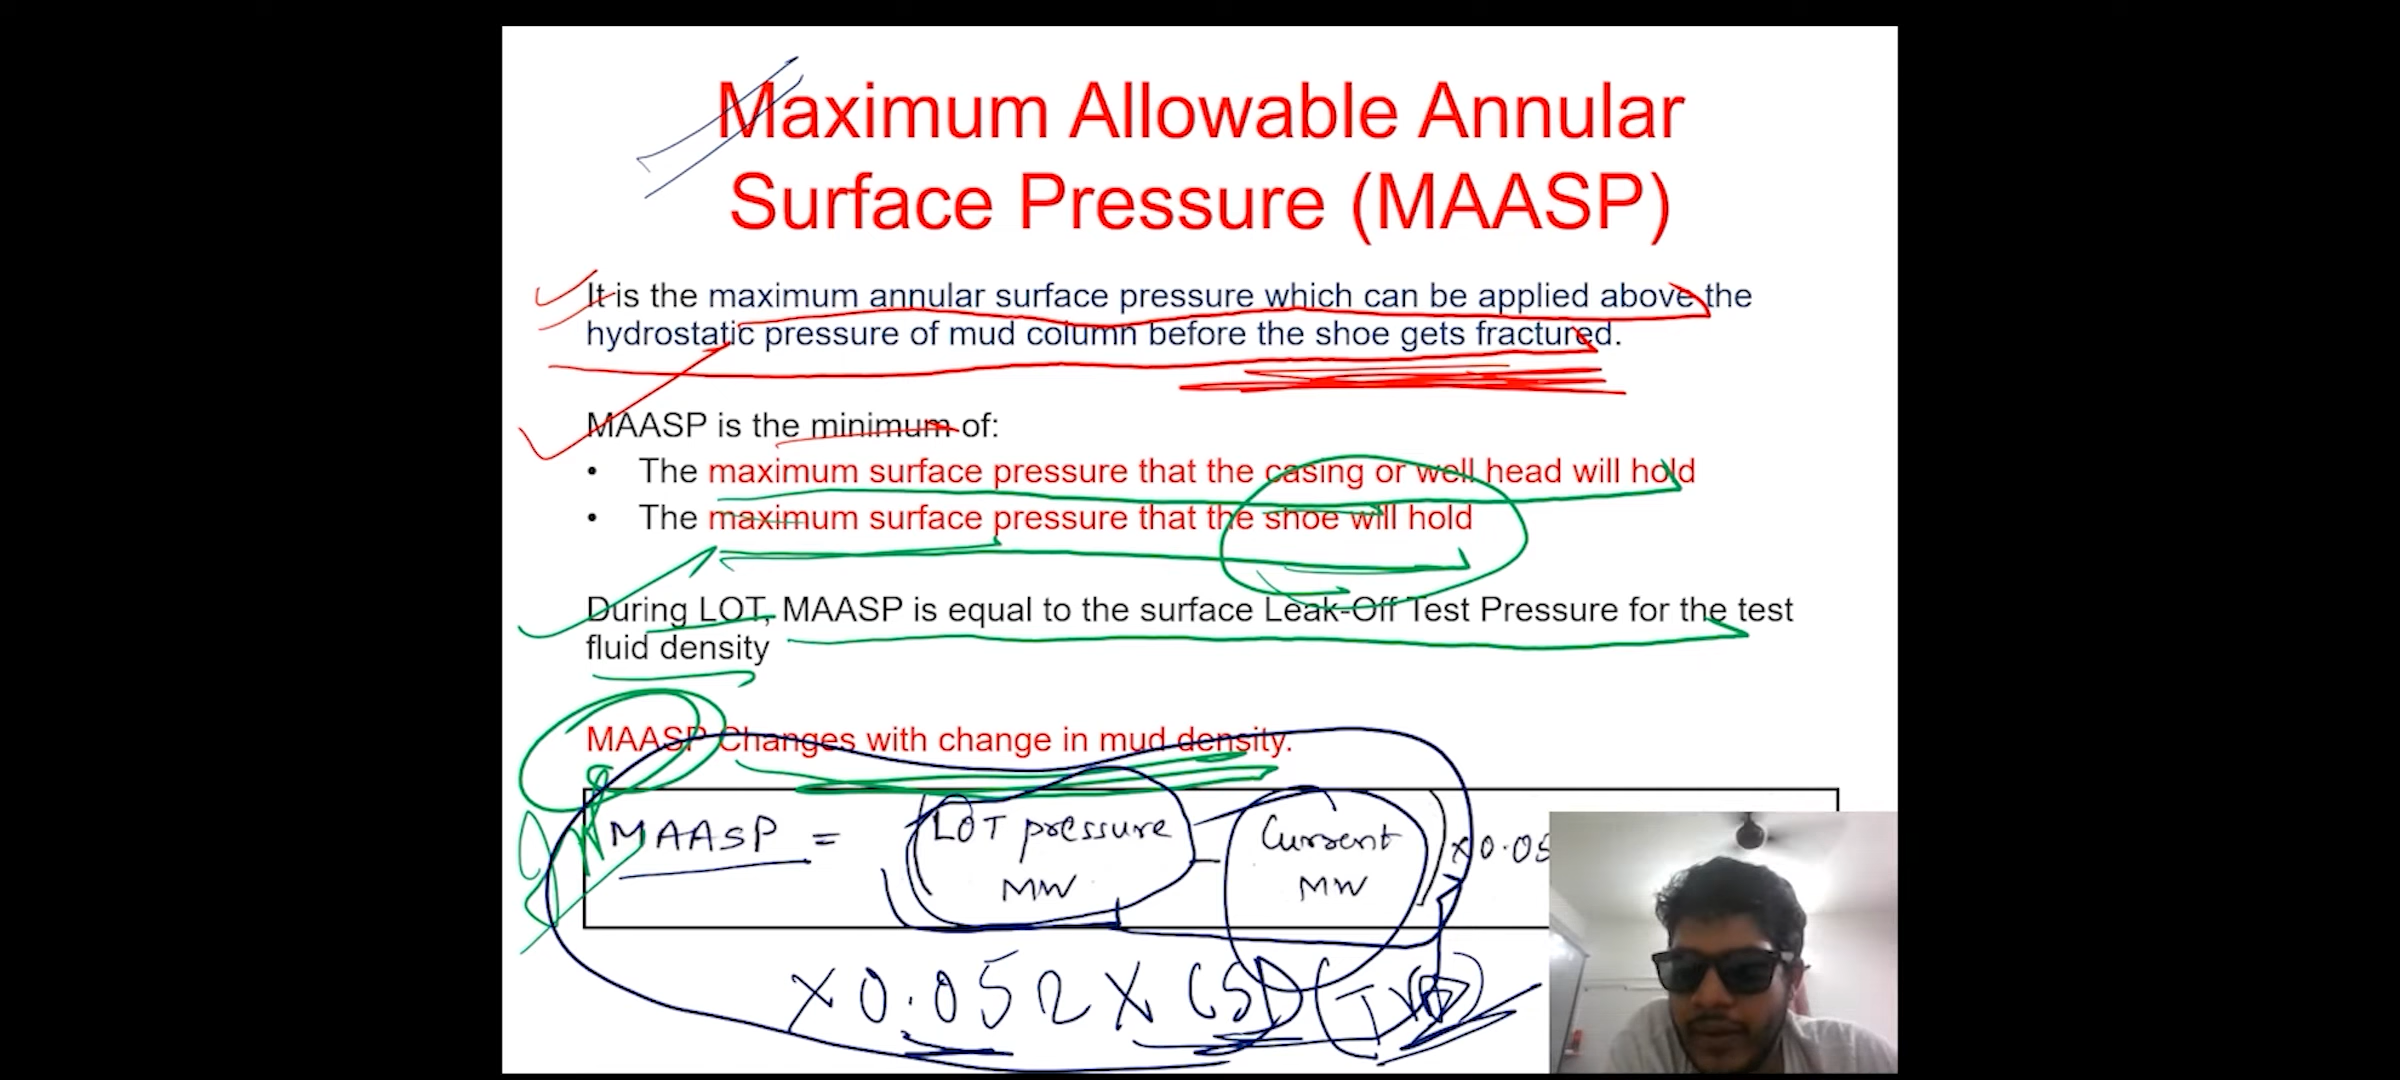 Maximum Allowable Annular
Surface Pressure (MAASP)
It is the maximum annular surface pressure which can be applied above the
hydrostatic pressure of mud column before the shoe gets fractured.
MAASP is the minimum of:
• The maximum surface pressure that the casing or well head will hold
• The maximum surface pressure that the shoe will hold
During LOT, MAASP is equal to the surface Leak-Off Test Pressure for the test
fluid density
MAASP Changes with change in mud density.
MAASP = (LOT pressure - Current) x 0.05
MW MW
x 0.052 x CSD (TVD)